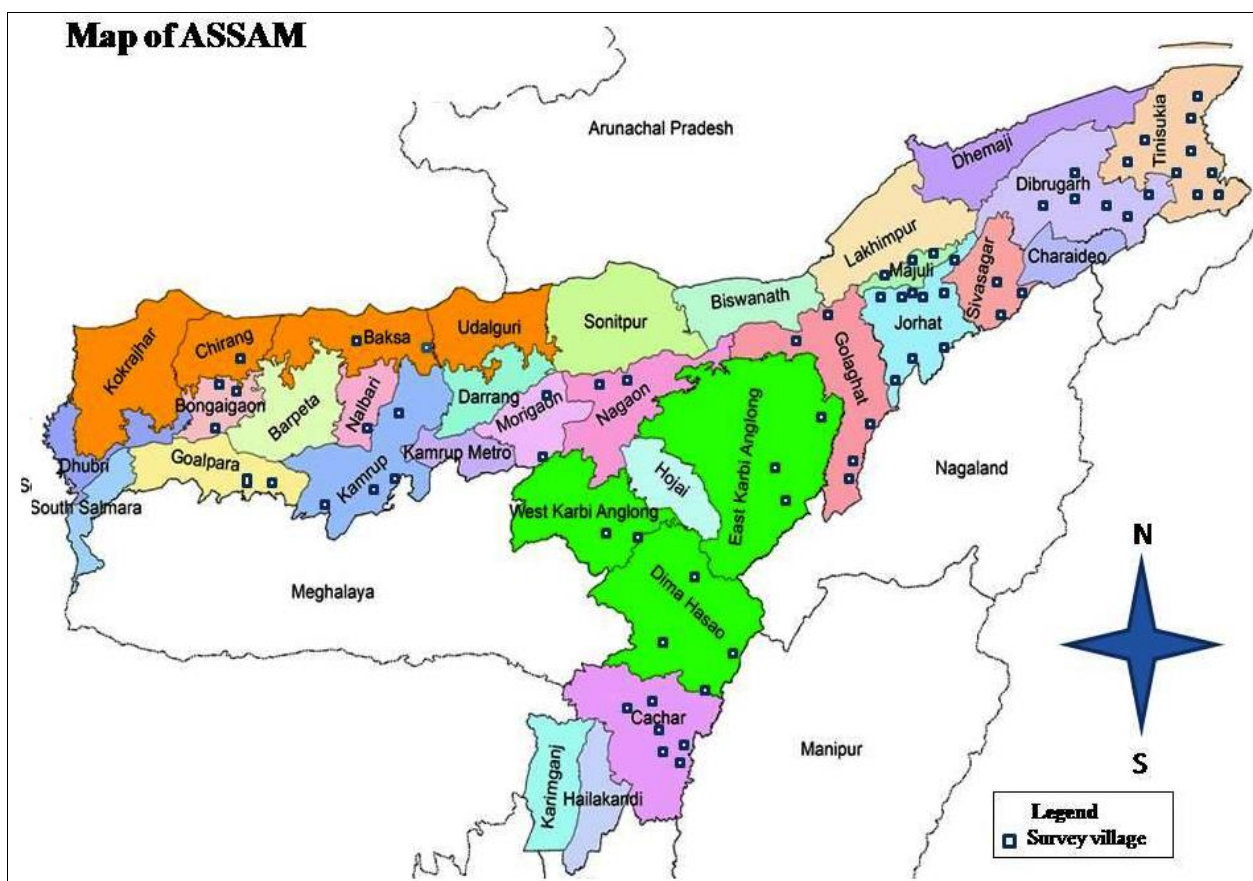 Map of ASSAM
Arunachal Pradesh
Tinisukia
Dhemaji
Dibrugarh
Lakhimpur
Charaideo
Majuli
Sivasagar
Biswanath
Jorhat
Sonitpur
Udalguri
Baksa
Chirang
Kokrajhar
Golaghat
Darrang
Nalbari
Barpeta
Bongaigaon
Morigaon
Nagaon
Kamrup Metro
Kamrup
Goalpara
Dhubri
South Salmara
Hojai
East Karbi Anglong
Nagaland
West Karbi Anglong
Meghalaya
Dima Hasao
N
S
Cachar
Manipur
Karimganj
Hailakandi
Legend
Survey village